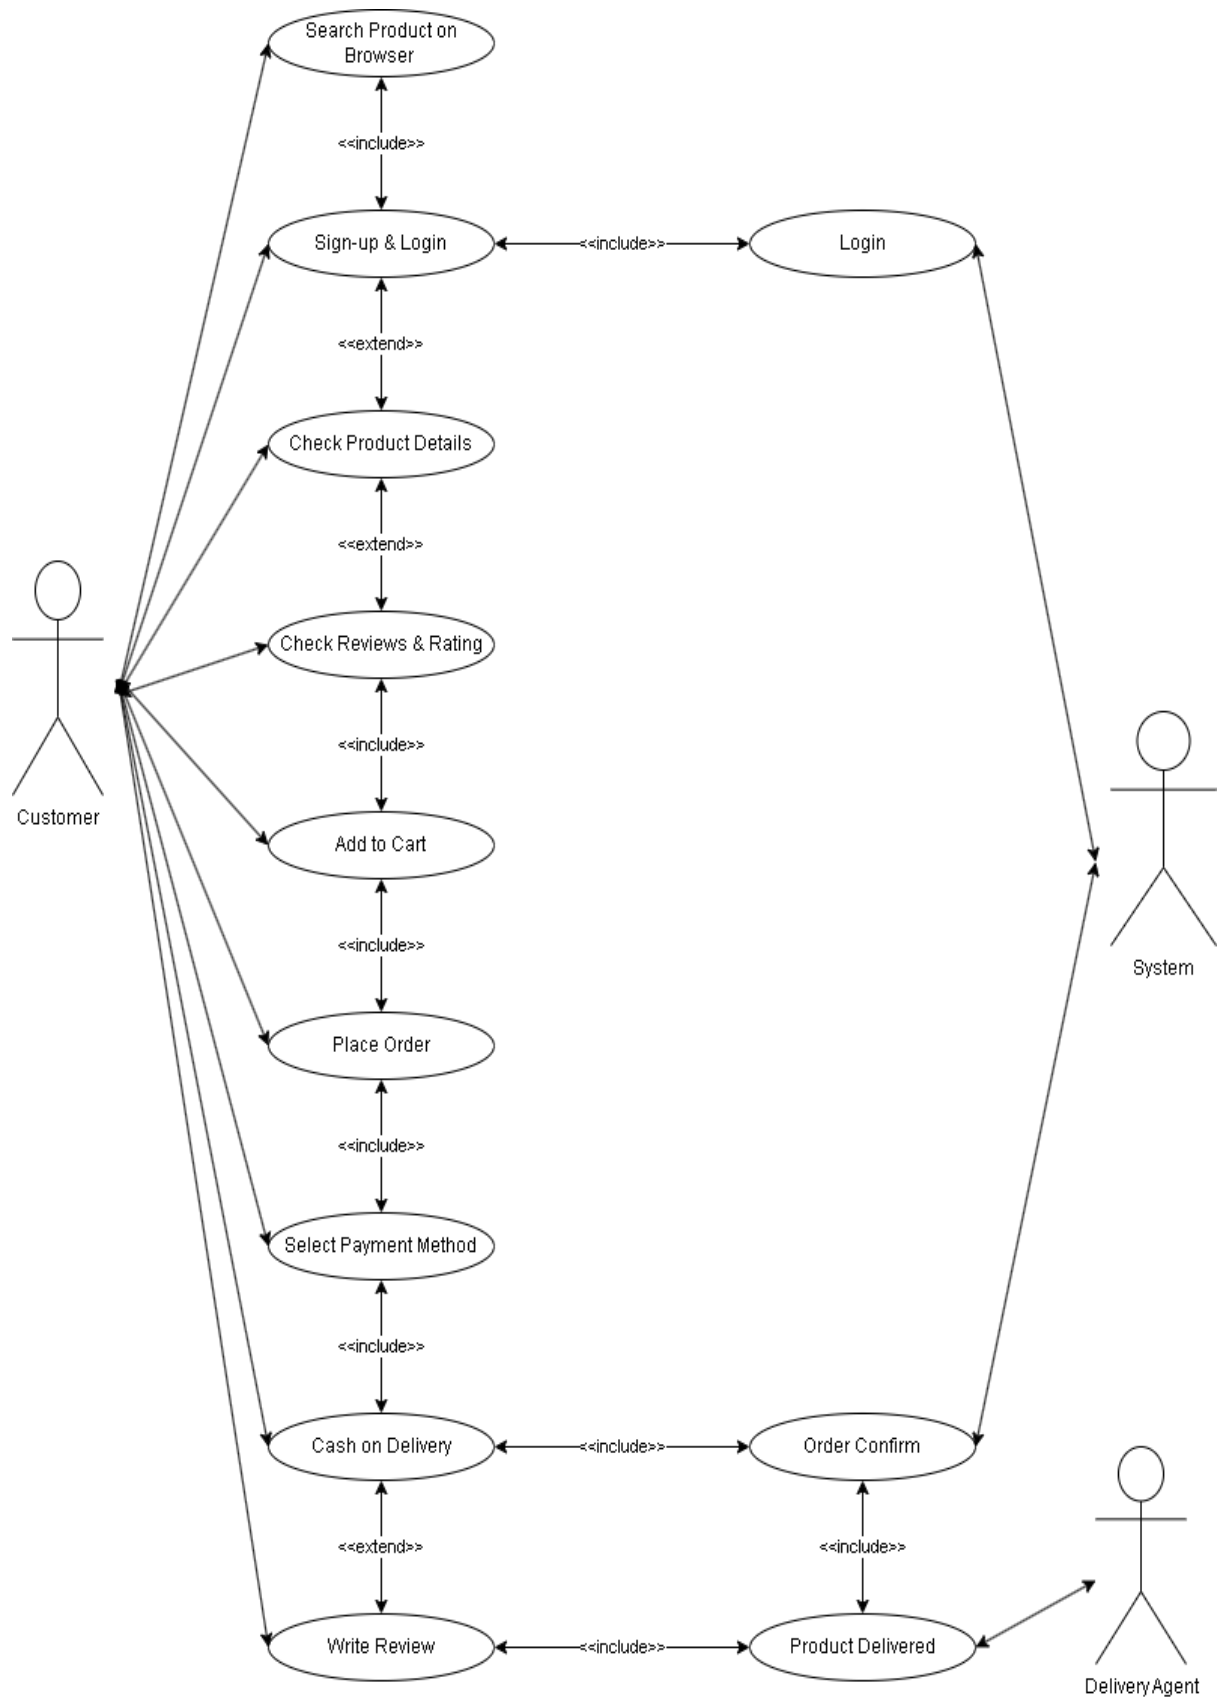 Search Product on
Browser
<<include>>
Sign-up & Login
<<include>>
Login
<<extend>>
Check Product Details
<<extend>>
Check Reviews & Rating
<<include>>
Customer
Add to Cart
<<include>>
System
Place Order
<<include>>
Select Payment Method
<<include>>
Cash on Delivery
<<include>>
Order Confirm
<<extend>>
<<include>>
Write Review
<<include>>
Product Delivered
Delivery Agent